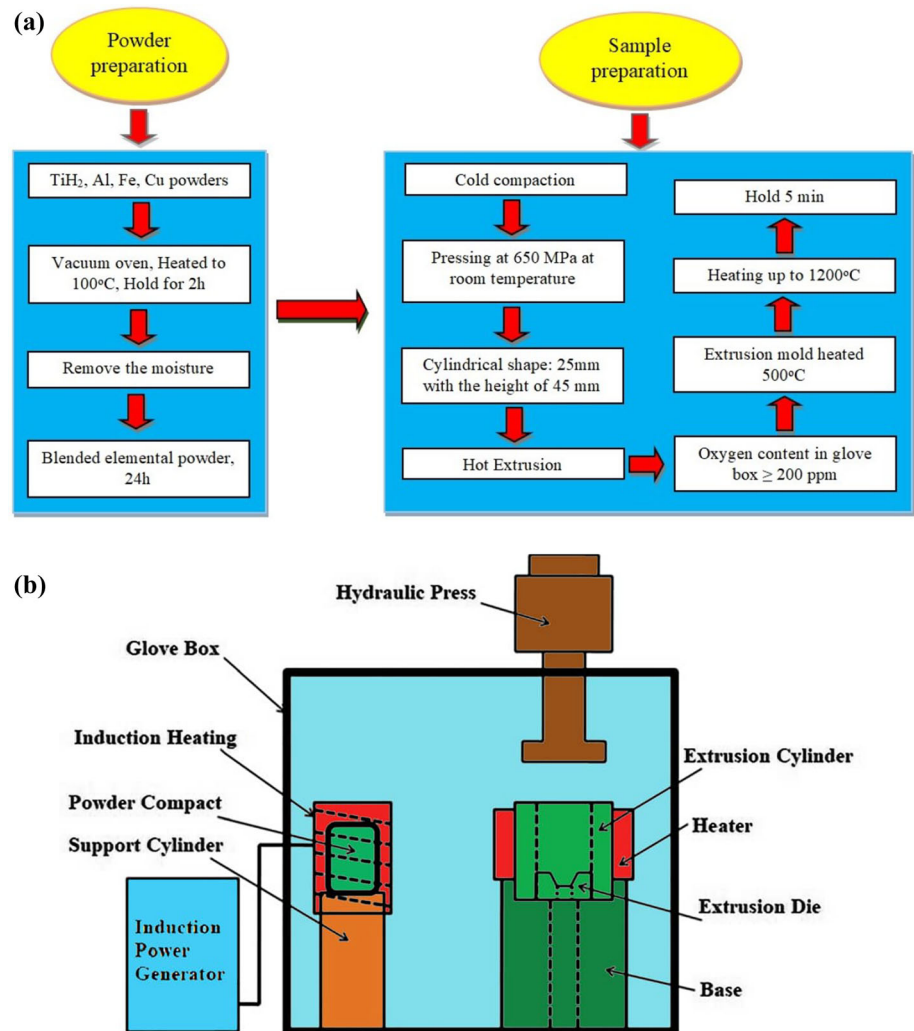 (a)
Powder
preparation
TiH₂, Al, Fe, Cu powders
Vacuum oven, Heated to
100ᵒC, Hold for 2h
Remove the moisture
Blended elemental powder,
24h
Sample
preparation
Cold compaction
Pressing at 650 MPa at
room temperature
Cylindrical shape: 25mm
with the height of 45 mm
Hot Extrusion
Oxygen content in glove
box ≥ 200 ppm
Extrusion mold heated
500ᵒC
Heating up to 1200ᵒC
Hold 5 min
(b)
Hydraulic Press
Glove Box
Induction Heating
Powder Compact
Support Cylinder
Induction
Power
Generator
Extrusion Cylinder
Heater
Extrusion Die
Base